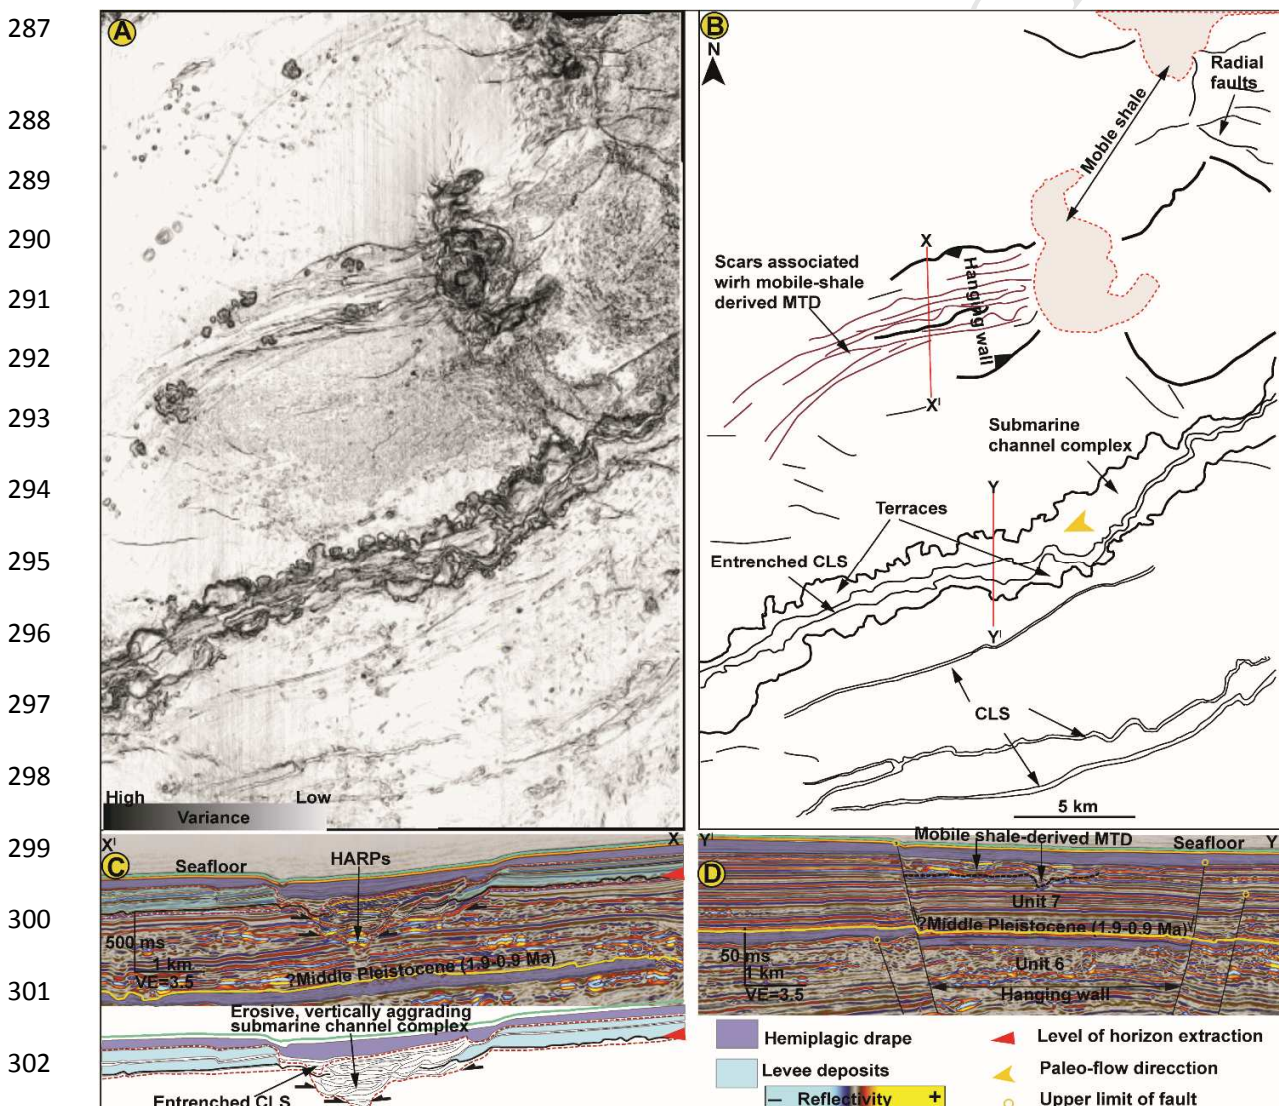 287
288
289
290
291
292
293
294
295
296
297
298
299
300
301
302
A
High
Low
Variance
B
N
Radial
faults
Moble shale
X
Scars associated
wirh mobile-shale
derived MTD
Hanging wall
X'
Submarine
channel complex
Y
Terraces
Entrenched CLS
Y'
CLS
5 km
X'
X
C
Seafloor
HARPs
500 ms
1 km
VE=3.5
?Middle Pleistocene (1.9-0.9 Ma)
Erosive, vertically aggrading
submarine channel complex
Entrenched CLS
Y'
Y
D
Mobile shale-derived MTD
Seafloor
Unit 7
?Middle Pleistocene (1.9-0.9 Ma)
50 ms
1 km
VE=3.5
Unit 6
Hanging wall
Hemiplagic drape
Levee deposits
− Reflectivity +
Level of horizon extraction
Paleo-flow direcction
Upper limit of fault